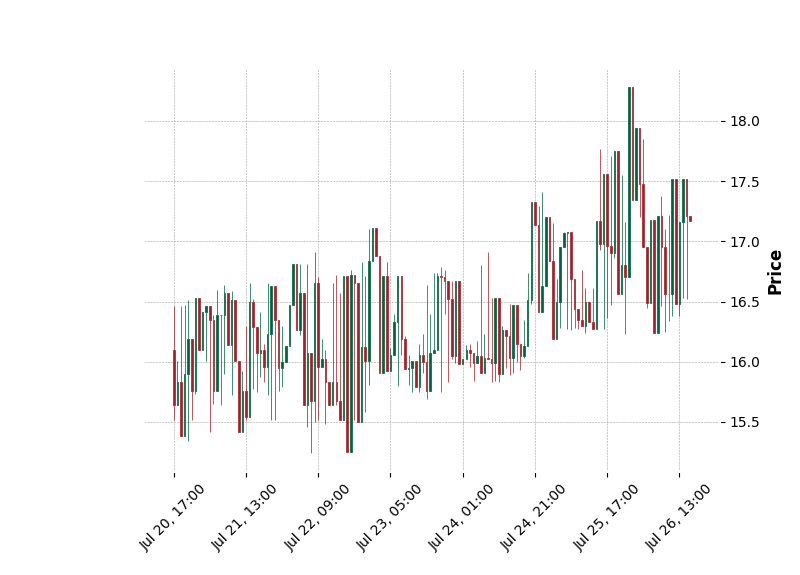 18.0
17.5
17.0
16.5
16.0
15.5
Price
Jul 20, 17:00
Jul 21, 13:00
Jul 22, 09:00
Jul 23, 05:00
Jul 24, 01:00
Jul 24, 21:00
Jul 25, 17:00
Jul 26, 13:00